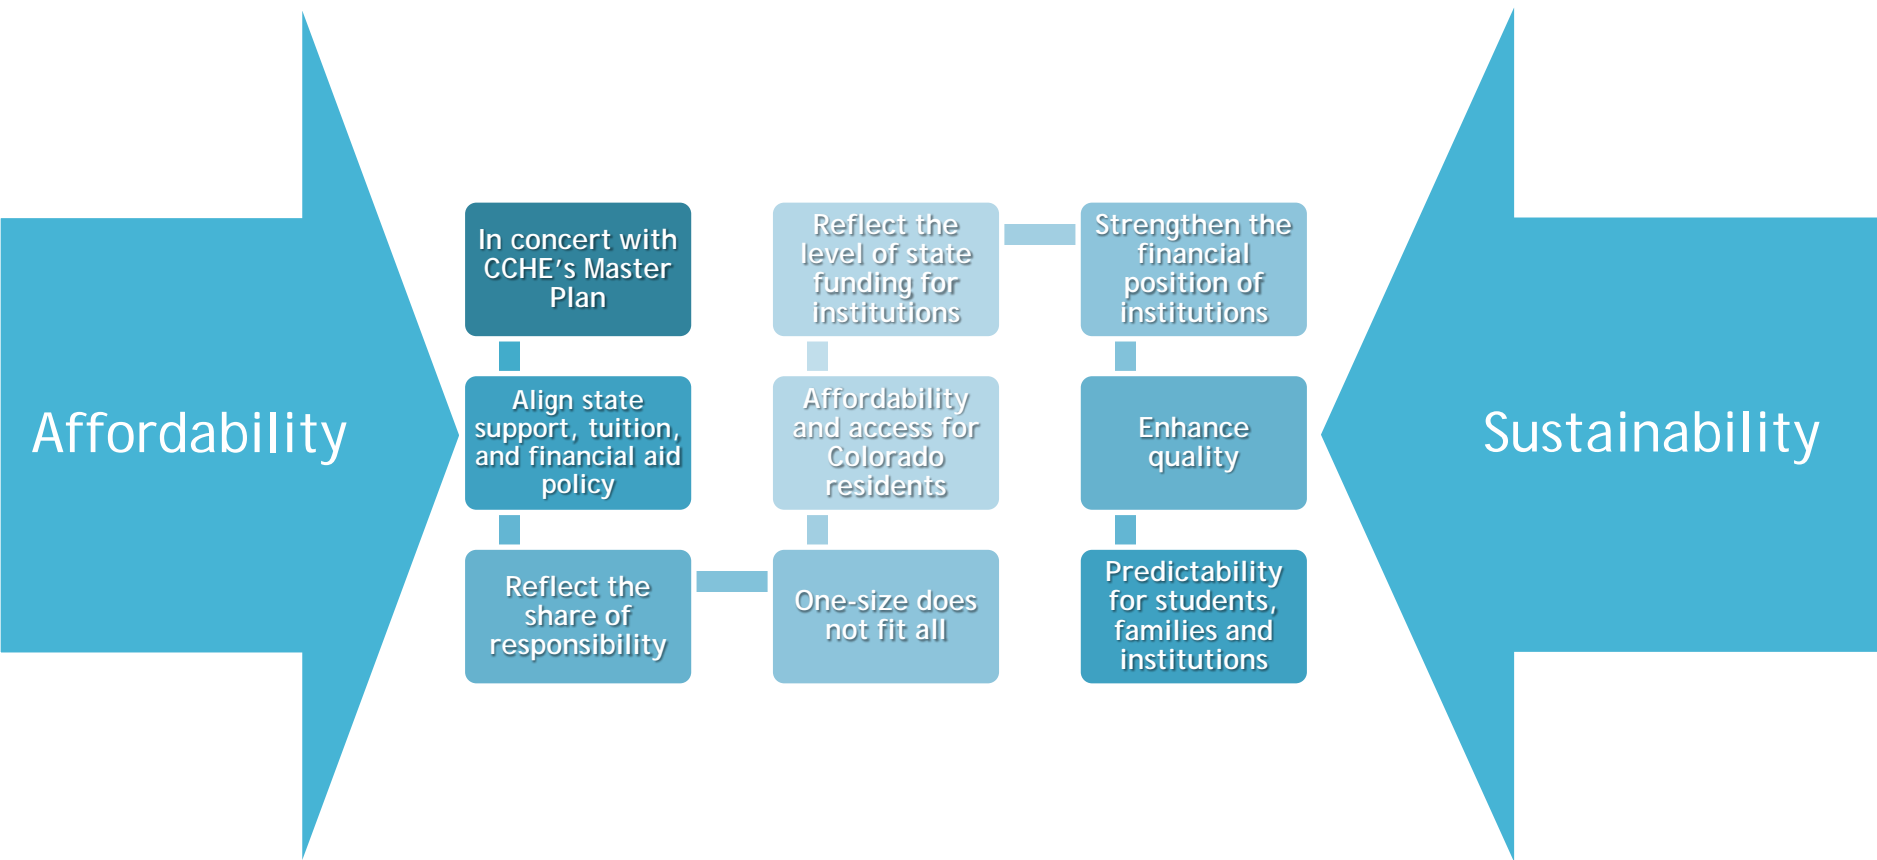 Affordability
In concert with
CCHE's Master
Plan
Align state
support, tuition,
and financial aid
policy
Reflect the
share of
responsibility
One-size does
not fit all
Affordability
and access for
Colorado
residents
Reflect the
level of state
funding for
institutions
Strengthen the
financial
position of
institutions
Enhance
quality
Predictability
for students,
families and
institutions
Sustainability